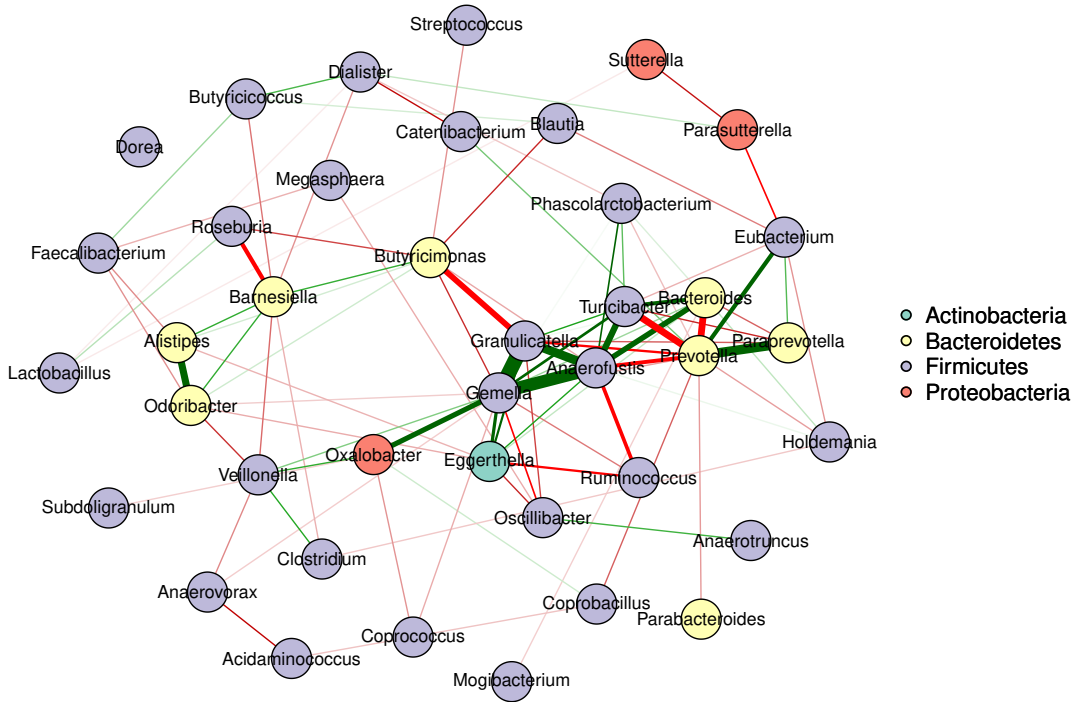 Streptococcus
Sutterella
Dialister
Butyricicoccus
Catenibacterium
Blautia
Parasutterella
Dorea
Megasphaera
Phascolarctobacterium
Roseburia
Eubacterium
Faecalibacterium
Butyricimonas
Barnesiella
Bacteroides
Turicibacter
Alistipes
Granulicatella
Paraprevotella
Prevotella
Anaerofustis
Lactobacillus
Gemella
Odoribacter
Holdemania
Oxalobacter
Eggerthella
Veillonella
Ruminococcus
Subdoligranulum
Oscillibacter
Anaerotruncus
Clostridium
Anaerovorax
Coprobacillus
Parabacteroides
Coprococcus
Acidaminococcus
Mogibacterium
Actinobacteria
Bacteroidetes
Firmicutes
Proteobacteria